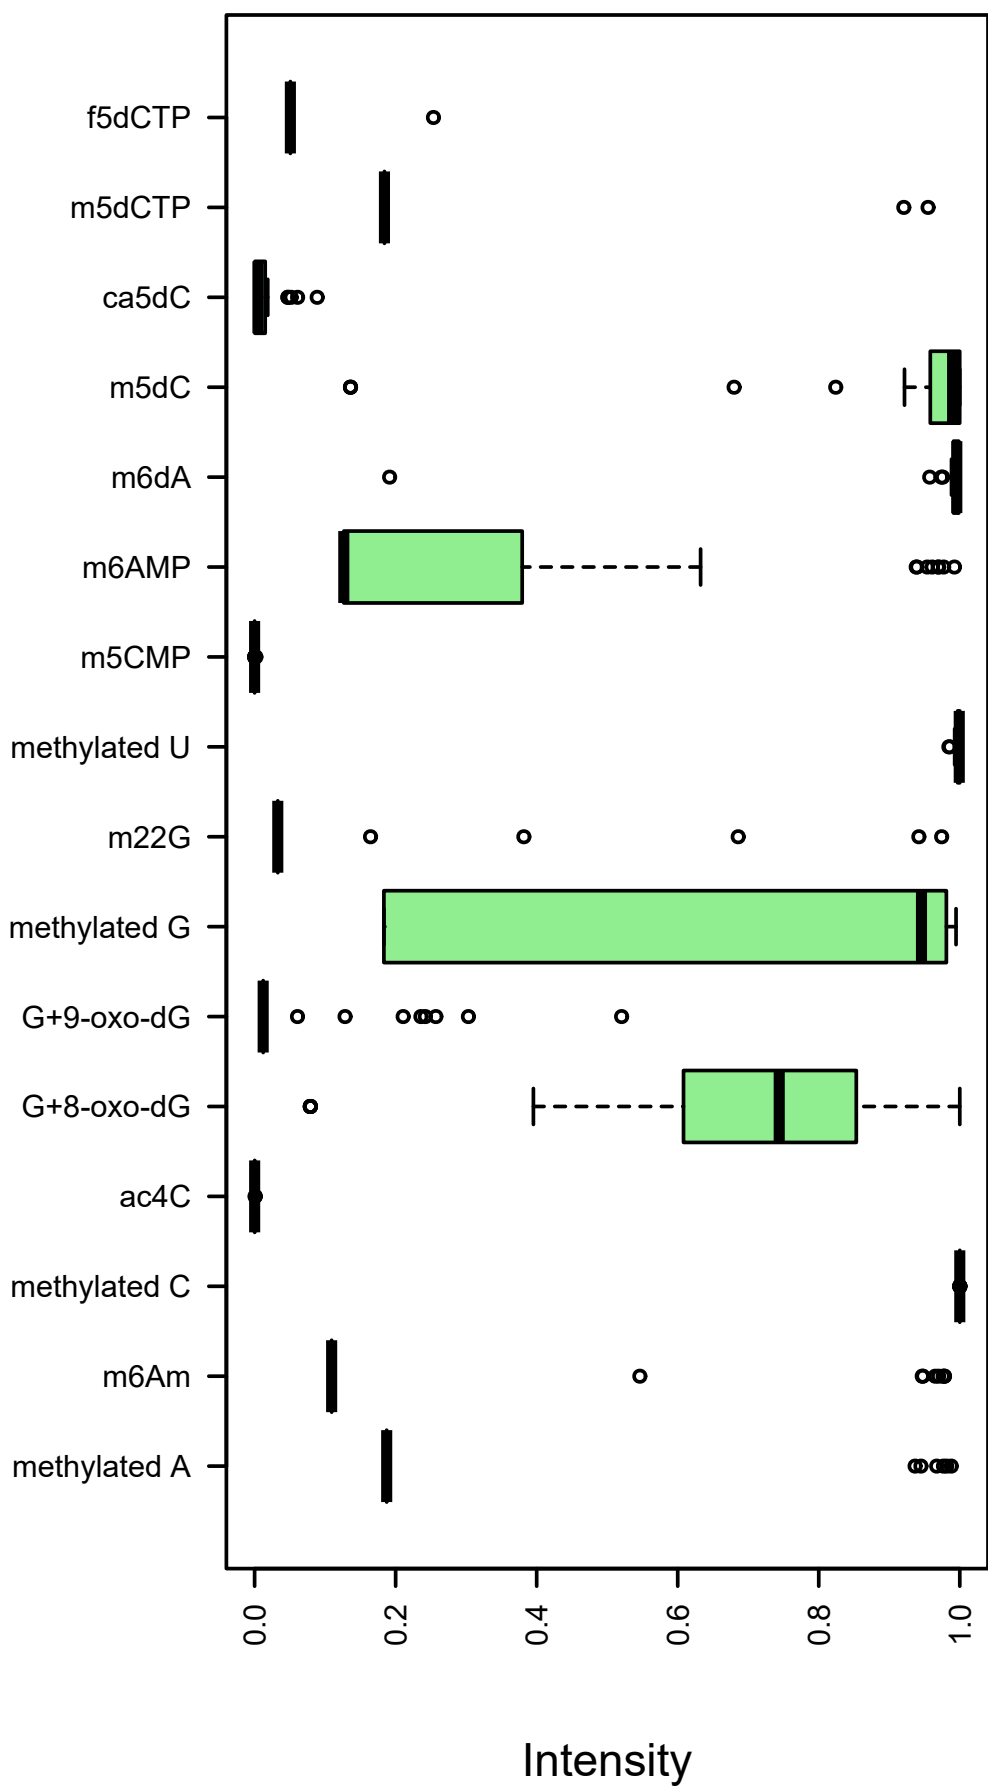 f5dCTP
m5dCTP
ca5dC
m5dC
m6dA
m6AMP
m5CMP
methylated U
m22G
methylated G
G+9-oxo-dG
G+8-oxo-dG
ac4C
methylated C
m6Am
methylated A
0.0 0.2 0.4 0.6 0.8 1.0
Intensity